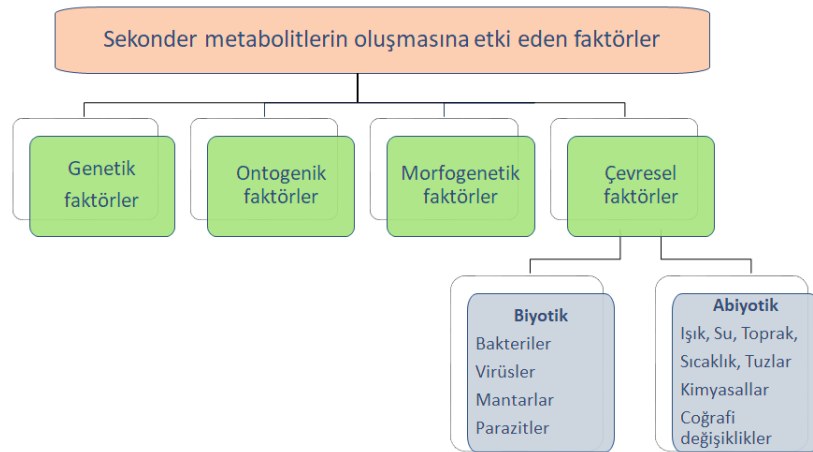 Sekonder metabolitlerin oluşmasına etki eden faktörler
Genetik
faktörler
Ontogenik
faktörler
Morfogenetik
faktörler
Çevresel
faktörler
Biyotik
Bakteriler
Virüsler
Mantarlar
Parazitler
Abiyotik
Işık, Su, Toprak,
Sıcaklık, Tuzlar
Kimyasallar
Coğrafi
değişiklikler